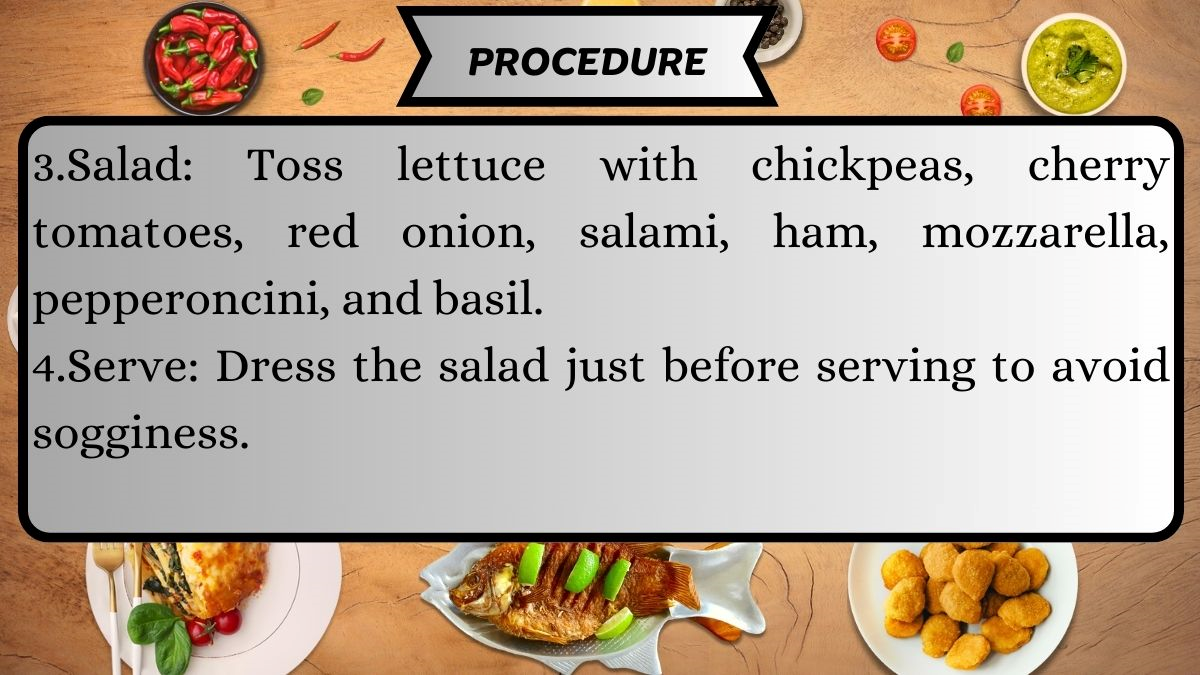 PROCEDURE
3.Salad: Toss lettuce with chickpeas, cherry
tomatoes, red onion, salami, ham, mozzarella,
pepperoncini, and basil.
4.Serve: Dress the salad just before serving to avoid
sogginess.